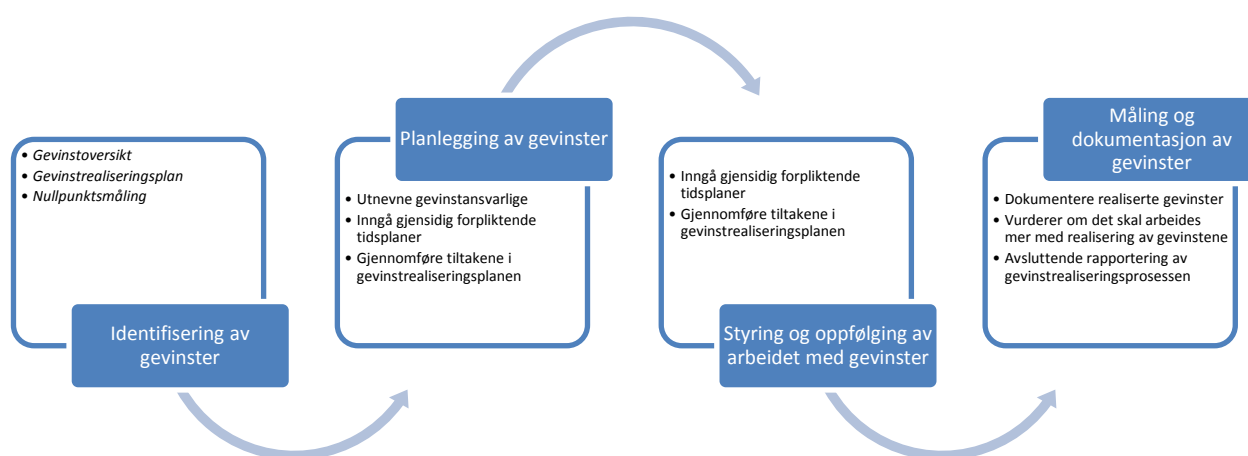 • Gevinstoversikt
• Gevinstrealiseringsplan
• Nullpunktsmåling
Identifisering av
gevinster
Planlegging av gevinster
• Utnevne gevinstansvarlige
• Inngå gjensidig forpliktende
tidsplaner
• Gjennomføre tiltakene i
gevinstrealiseringsplanen
• Inngå gjensidig forpliktende
tidsplaner
• Gjennomføre tiltakene i
gevinstrealiseringsplanen
Styring og oppfølging av
arbeidet med gevinster
Måling og
dokumentasjon av
gevinster
• Dokumentere realiserte gevinster
• Vurderer om det skal arbeides
mer med realisering av gevinstene
• Avsluttende rapportering av
gevinstrealiseringsprosessen